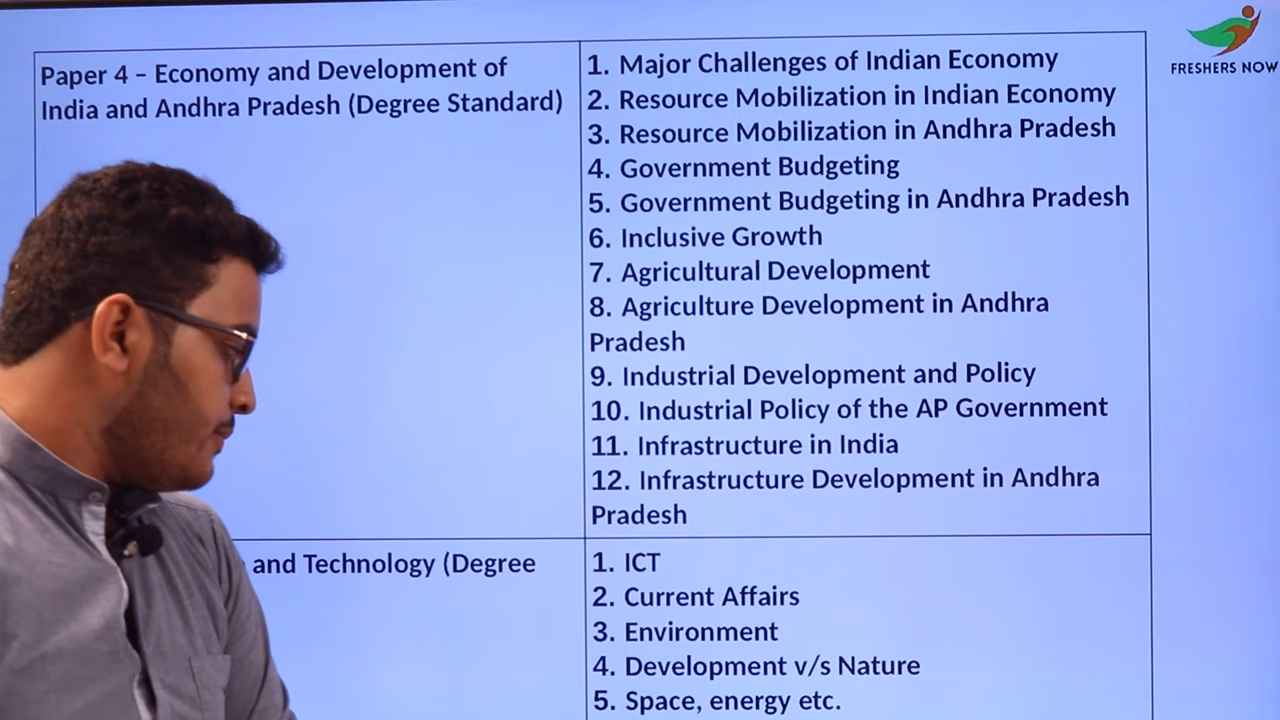 FRESHERS NOW
Paper 4 – Economy and Development of
India and Andhra Pradesh (Degree Standard)
1. Major Challenges of Indian Economy
2. Resource Mobilization in Indian Economy
3. Resource Mobilization in Andhra Pradesh
4. Government Budgeting
5. Government Budgeting in Andhra Pradesh
6. Inclusive Growth
7. Agricultural Development
8. Agriculture Development in Andhra
Pradesh
9. Industrial Development and Policy
10. Industrial Policy of the AP Government
11. Infrastructure in India
12. Infrastructure Development in Andhra
Pradesh
and Technology (Degree
1. ICT
2. Current Affairs
3. Environment
4. Development v/s Nature
5. Space, energy etc.